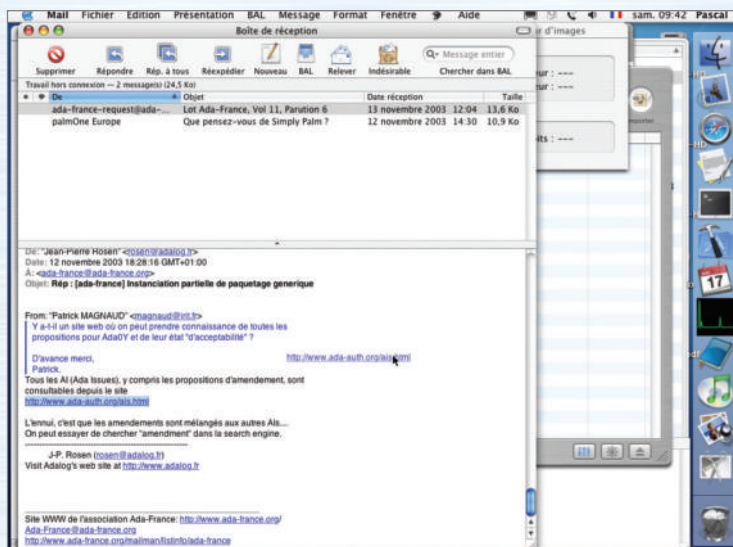 Mail Fichier Edition Présentation BAL Message Format Fenêtre Aide sam. 09:42 Pascal
Boîte de réception
r d'images
Supprimer Répondre Rép. à tous Réexpédier Nouveau BAL Relever Indésirable Chercher dans BAL
Message entier
Travail hors connexion — 2 message(s) (24,5 Ko)
De Objet Date réception Taille
ada-france-request@ada-... Lot Ada-France, Vol 11, Parution 6 13 novembre 2003 12:04 13,6 Ko
palmOne Europe Que pensez-vous de Simply Palm ? 12 novembre 2003 14:30 10,9 Ko
eur : ---
eur : ---
its : ---
importer
HD
17
De: "Jean-Pierre Rosen" <rosen@adalog.fr>
Date: 12 novembre 2003 18:28:16 GMT+01:00
À: <ada-france@ada-france.org>
Objet: Rép : [ada-france] Instanciation partielle de paquetage generique
From: "Patrick MAGNAUD" <magnaud@irit.fr>
Y a-t-il un site web où on peut prendre connaissance de toutes les
propositions pour Ada0Y et de leur état "d'acceptabilité" ?
D'avance merci,
Patrick.
http://www.ada-auth.org/ais.html
Tous les AI (Ada Issues), y compris les propositions d'amendement, sont
consultables depuis le site
http://www.ada-auth.org/ais.html
L'ennui, c'est que les amendements sont mélangés aux autres AIs....
On peut essayer de chercher "amendment" dans la search engine.
---------------------------------------------------------
J-P. Rosen (rosen@adalog.fr)
Visit Adalog's web site at http://www.adalog.fr
Site WWW de l'association Ada-France: http://www.ada-france.org/
Ada-France@ada-france.org
http://www.ada-france.org/mailman/listinfo/ada-france